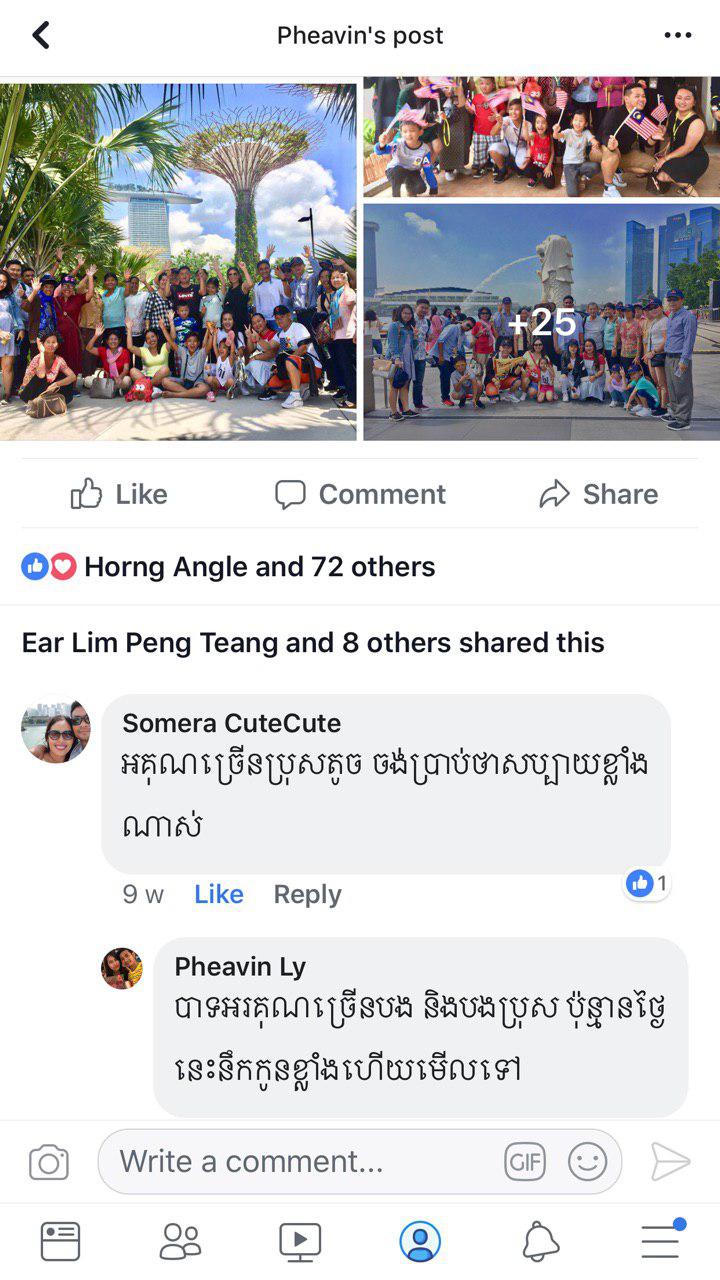 Pheavin's post
+25
Like
Comment
Share
Horng Angle and 72 others
Ear Lim Peng Teang and 8 others shared this
Somera CuteCute
អគុណច្រើនប្រុសតូច ចង់ប្រាប់ថាសប្បាយខ្លាំង
ណាស់
9 w Like Reply
1
Pheavin Ly
បាទអរគុណច្រើនបង និងបងប្រុស ប៉ុន្មានថ្ងៃ
នេះនឹកកូនខ្លាំងហើយមើលទៅ
Write a comment...
GIF